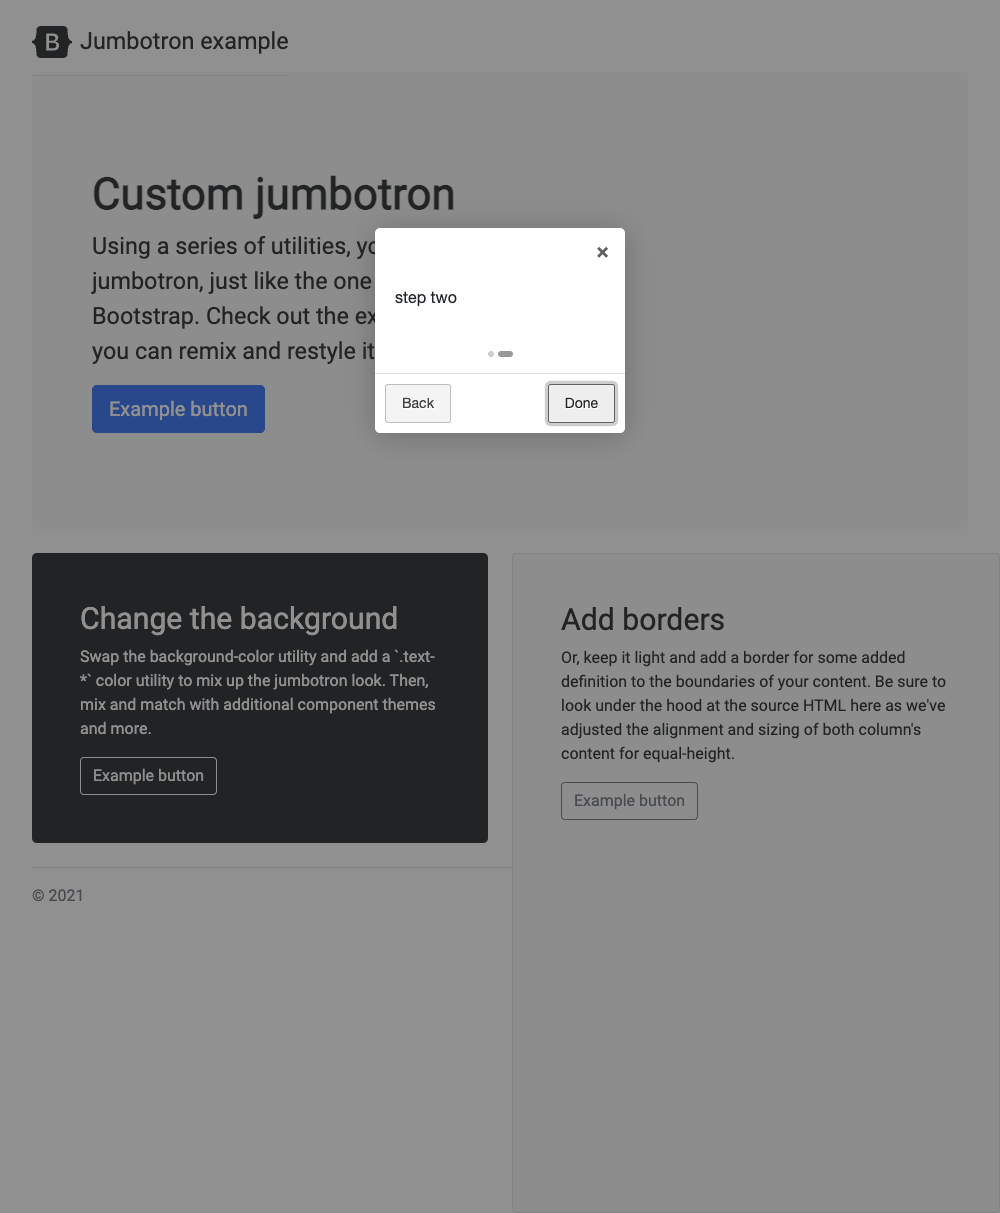 B Jumbotron example
Custom jumbotron
Using a series of utilities, yo
jumbotron, just like the one
Bootstrap. Check out the ex
you can remix and restyle it
Example button
×
step two
Back
Done
Change the background
Swap the background-color utility and add a `.text-
*` color utility to mix up the jumbotron look. Then,
mix and match with additional component themes
and more.
Example button
Add borders
Or, keep it light and add a border for some added
definition to the boundaries of your content. Be sure to
look under the hood at the source HTML here as we've
adjusted the alignment and sizing of both column's
content for equal-height.
Example button
© 2021